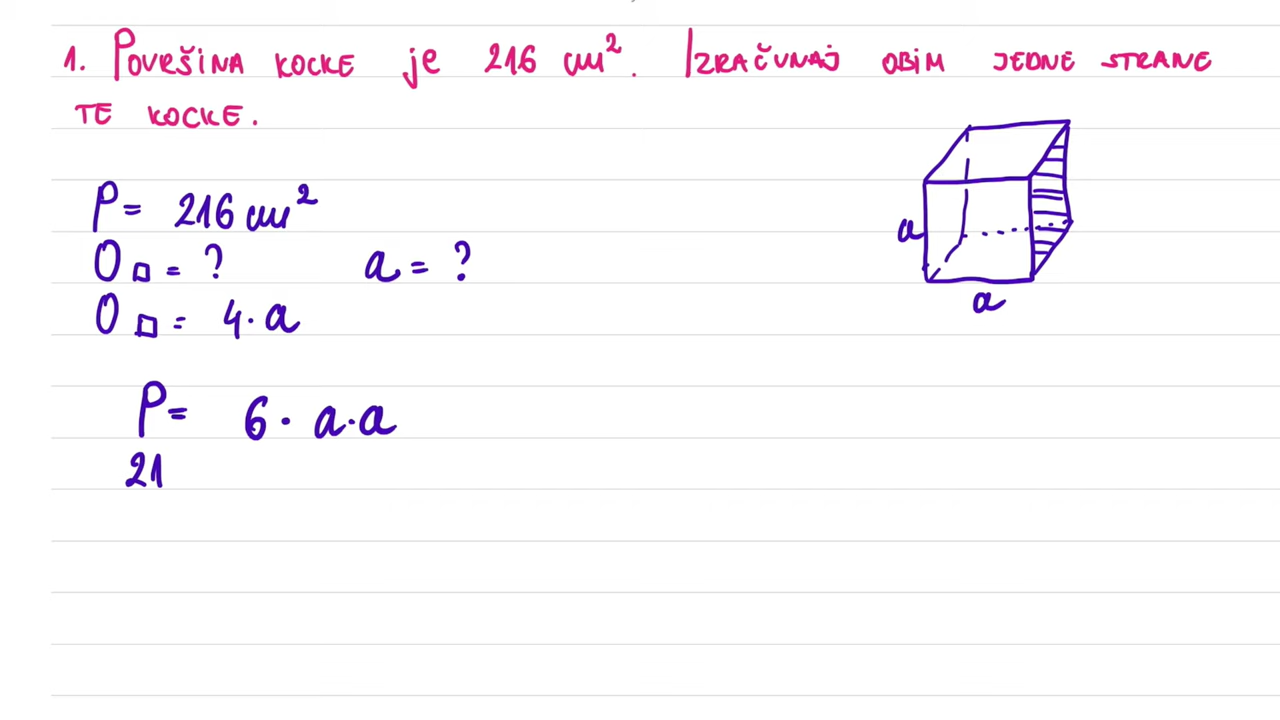 1. Površina kocke je 216 cm². Izračunaj obim jedne strane
te kocke.
P = 216 cm²
O□ = ? a = ?
O□ = 4·a
P = 6·a·a
21
a
a